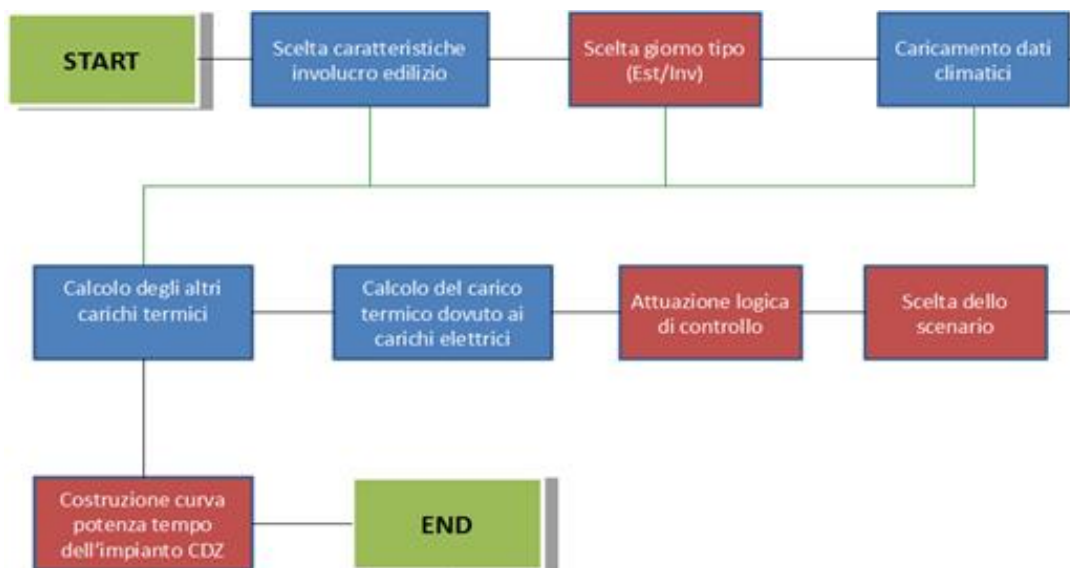 START
Scelta caratteristiche
involucro edilizio
Scelta giorno tipo
(Est/Inv)
Caricamento dati
climatici
Calcolo degli altri
carichi termici
Calcolo del carico
termico dovuto ai
carichi elettrici
Attuazione logica
di controllo
Scelta dello
scenario
Costruzione curva
potenza tempo
dell'impianto CDZ
END